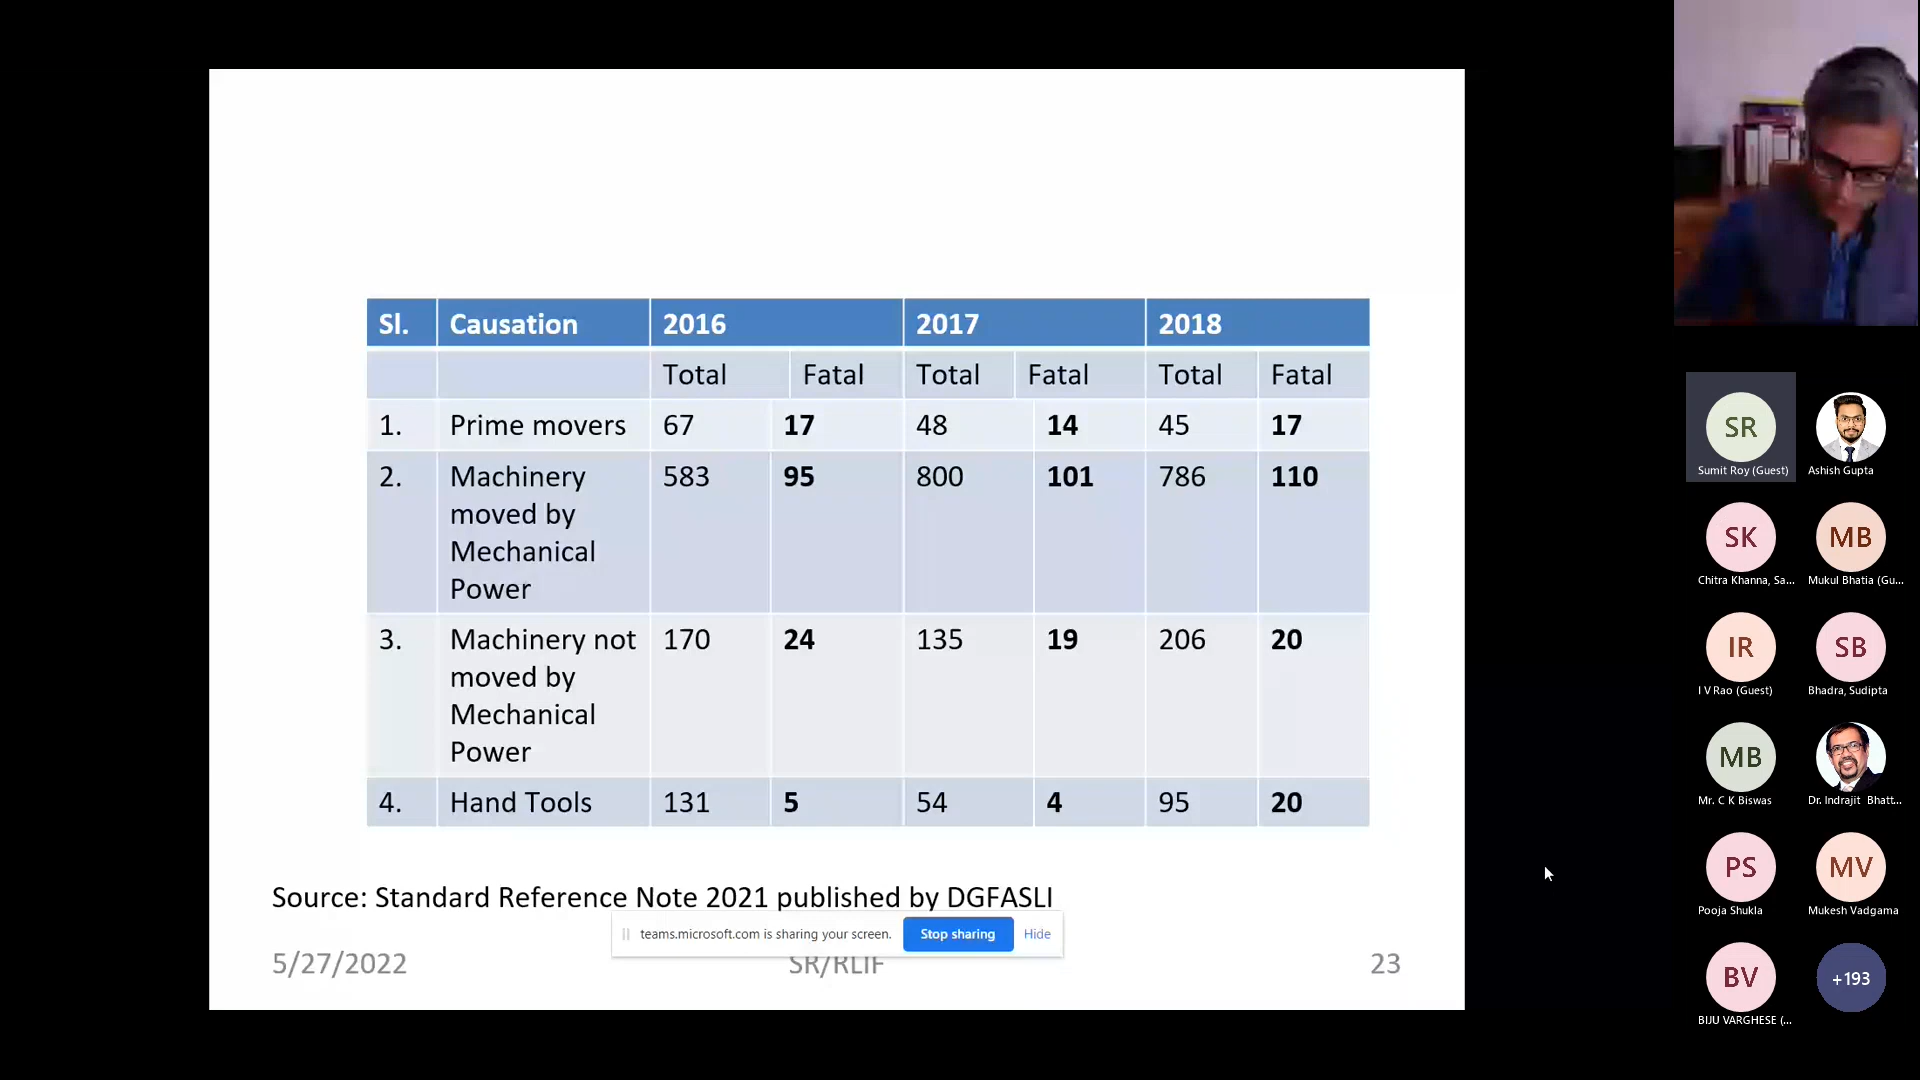 Sl. Causation 2016 2017 2018
Total Fatal Total Fatal Total Fatal
1. Prime movers 67 17 48 14 45 17
2. Machinery 583 95 800 101 786 110
moved by
Mechanical
Power
3. Machinery not 170 24 135 19 206 20
moved by
Mechanical
Power
4. Hand Tools 131 5 54 4 95 20
Source: Standard Reference Note 2021 published by DGFASLI
teams.microsoft.com is sharing your screen. Stop sharing Hide
5/27/2022 SR/RLIF 23
SR
Sumit Roy (Guest) Ashish Gupta
SK MB
Chitra Khanna, Sa... Mukul Bhatia (Gu...
IR SB
I V Rao (Guest) Bhadra, Sudipta
MB
Mr. C K Biswas Dr. Indrajit Bhatt...
PS MV
Pooja Shukla Mukesh Vadgama
BV +193
BIJU VARGHESE (...